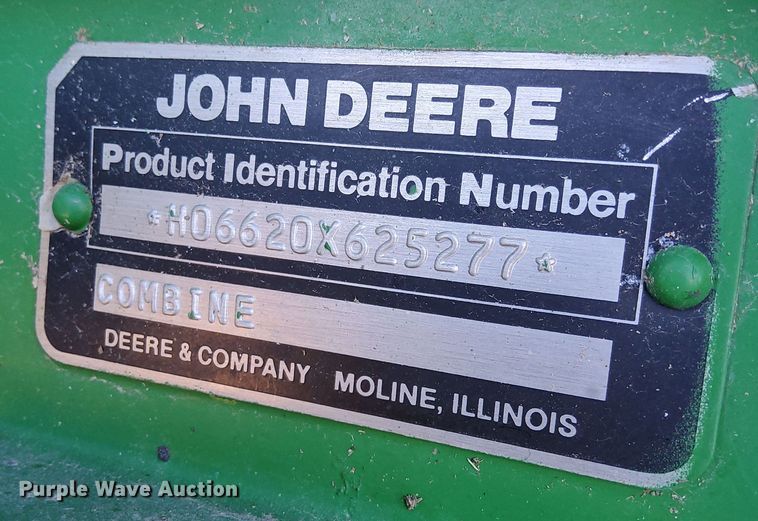 JOHN DEERE
Product Identification Number
*H06620X625277*
COMBINE
DEERE & COMPANY MOLINE, ILLINOIS
Purple Wave Auction